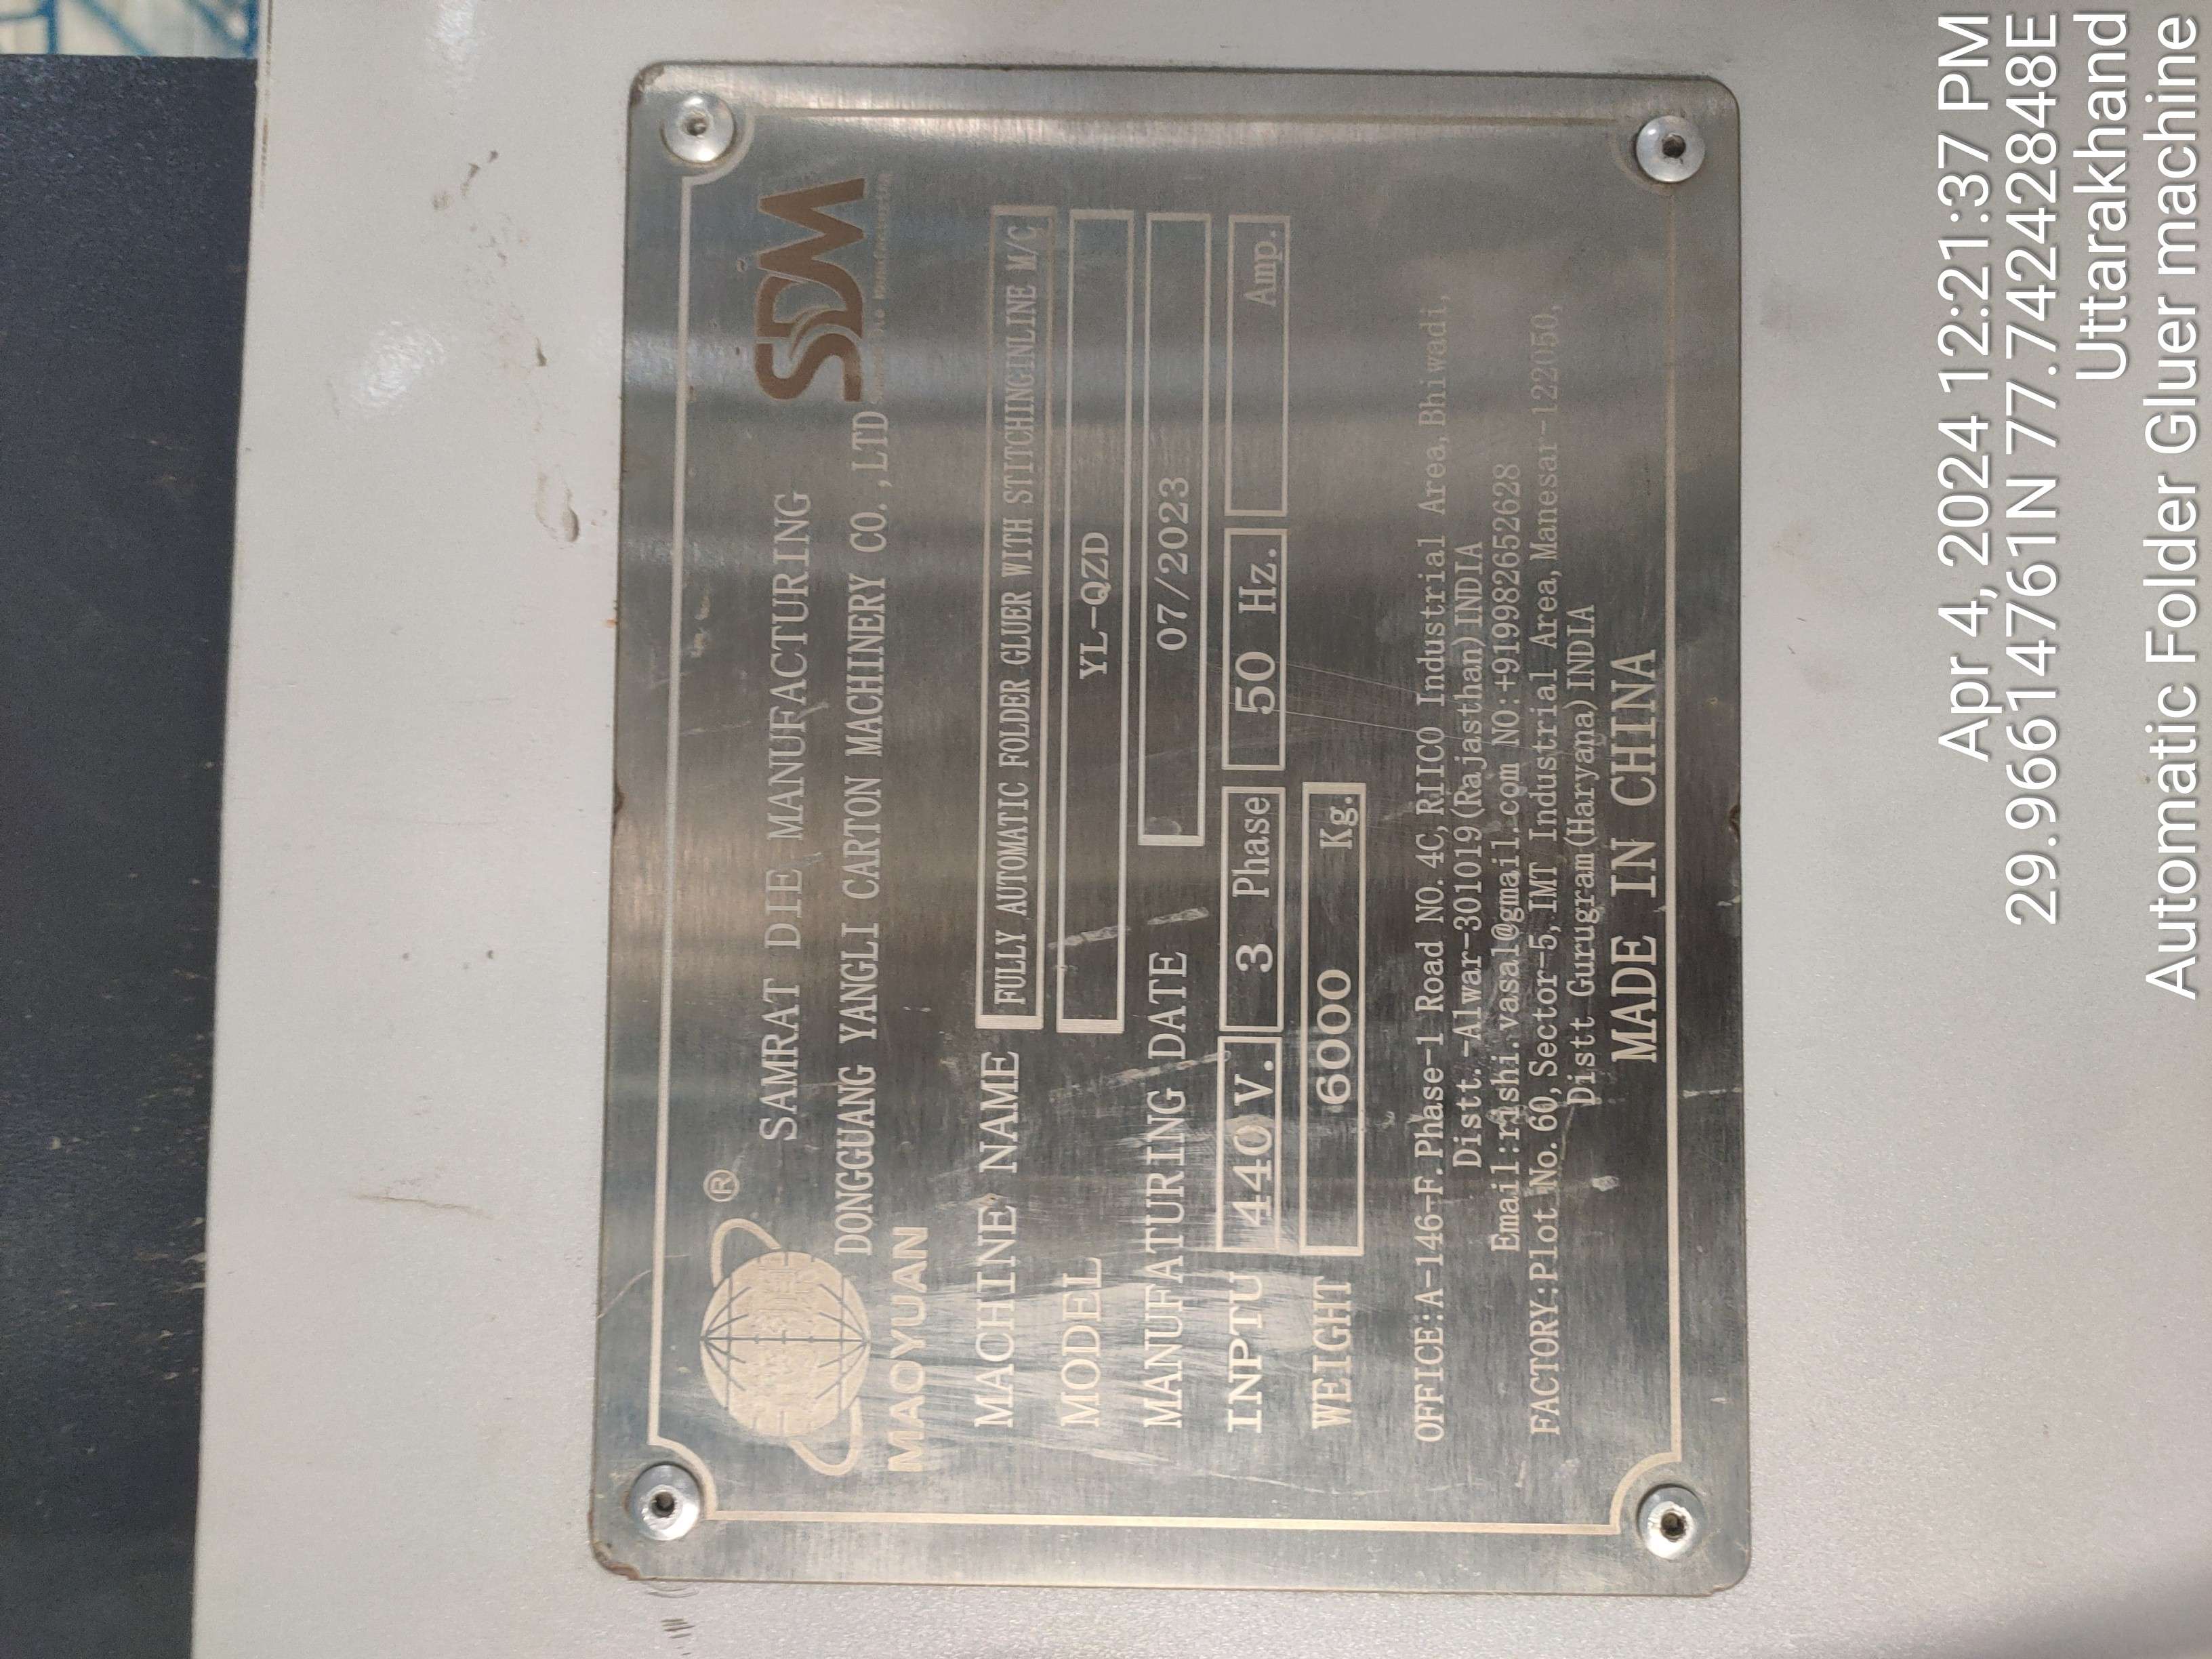 MAOYUAN
®
SAMRAT DIE MANUFACTURING
DONGGUANG YANGLI CARTON MACHINERY CO.,LTD
SDM
MACHINE NAME FULLY AUTOMATIC FOLDER GLUER WITH STITCHINGINLINE M/C
MODEL YL-QZD
MANUFATURING DATE 07/2023
INPTU 440 V. 3 Phase 50 Hz. Amp.
WEIGHT 6000 Kg.
OFFICE:A-146-F. Phase-1 Road NO. 4C, RIICO Industrial Area, Bhiwadi,
Distt.-Alwar-301019(Rajasthan)INDIA
Email:rishi.vasal@gmail.com NO:+919982652628
FACTORY:Plot No. 60, Sector-5, IMT Industrial Area, Manesar-122050,
Distt Gurugram(Haryana)INDIA
MADE IN CHINA
Apr 4, 2024 12:21:37 PM
29.966147761N 77.742428848E
Uttarakhand
Automatic Folder Gluer machine